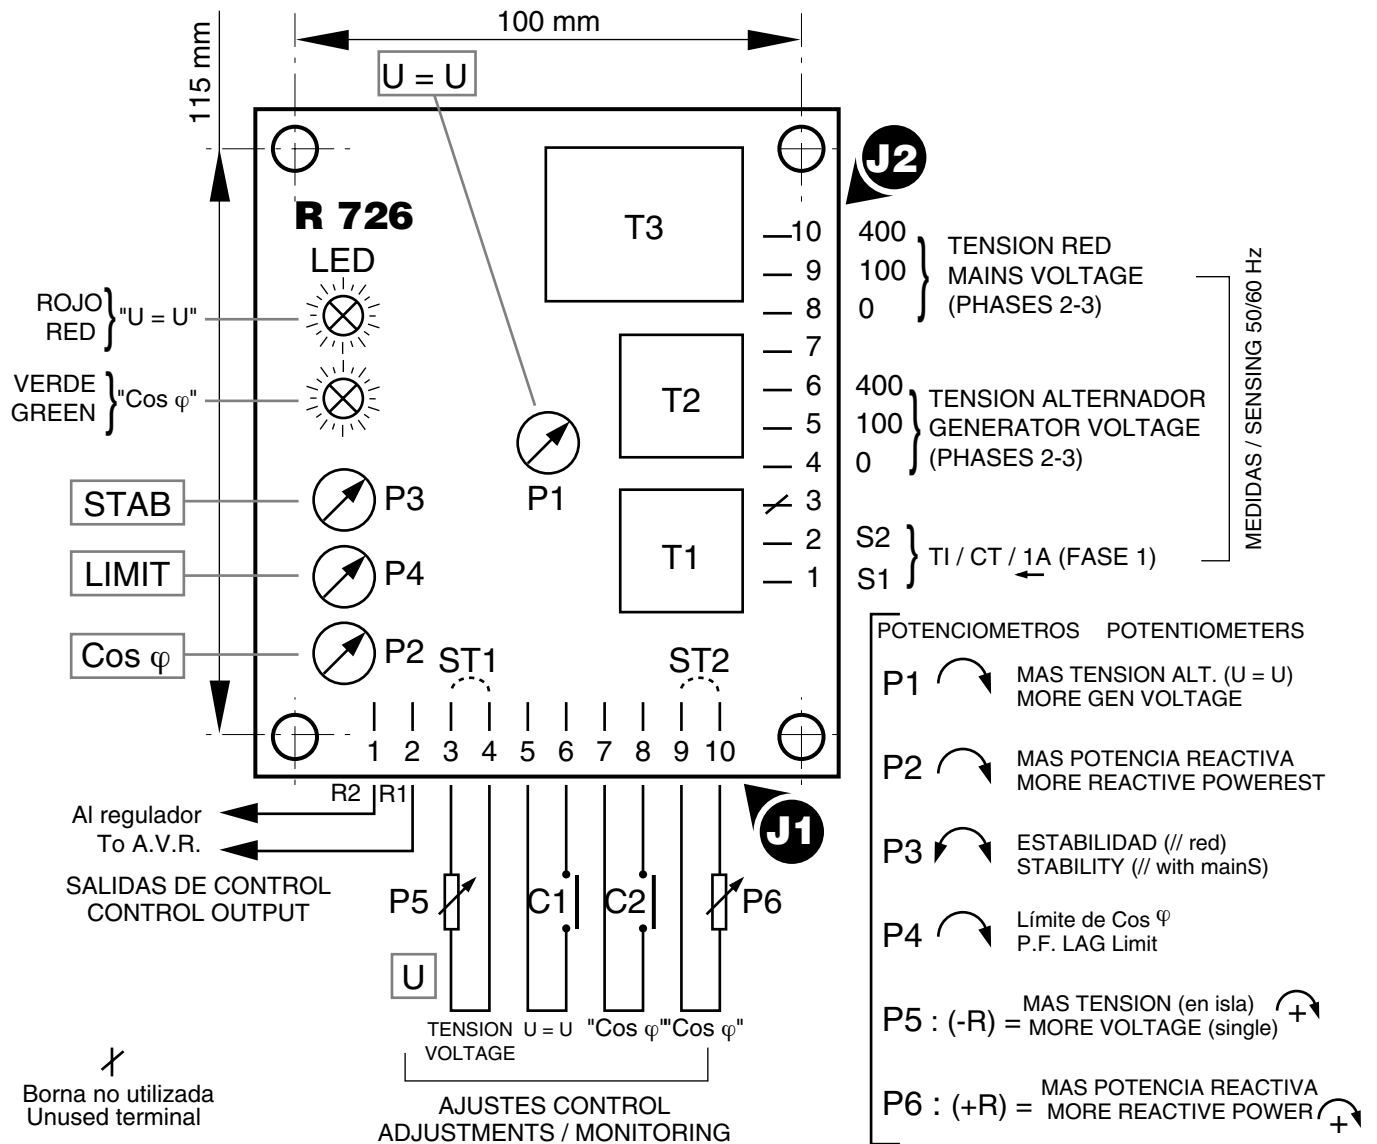 100 mm
115 mm
U = U
J2
R 726
LED
T3
10 400
9 100
8 0
7
TENSION RED
MAINS VOLTAGE
(PHASES 2-3)
ROJO
RED
"U = U"
VERDE
GREEN
"Cos φ"
T2
6 400
5 100
4 0
TENSION ALTERNADOR
GENERATOR VOLTAGE
(PHASES 2-3)
MEDIDAS / SENSING 50/60 Hz
P1
STAB
P3
LIMIT
P4
Cos φ
P2
T1
3
2 S2
1 S1
TI / CT / 1A (FASE 1)
ST1
ST2
1 2 3 4 5 6 7 8 9 10
R2 R1
J1
Al regulador
To A.V.R.
SALIDAS DE CONTROL
CONTROL OUTPUT
P5
C1
C2
P6
U
TENSION
VOLTAGE
U = U
"Cos φ"
"Cos φ"
AJUSTES CONTROL
ADJUSTMENTS / MONITORING
Borna no utilizada
Unused terminal
POTENCIOMETROS POTENTIOMETERS
P1
MAS TENSION ALT. (U = U)
MORE GEN VOLTAGE
P2
MAS POTENCIA REACTIVA
MORE REACTIVE POWEREST
P3
ESTABILIDAD (// red)
STABILITY (// with mainS)
P4
Límite de Cos φ
P.F. LAG Limit
P5 : (-R) =
MAS TENSION (en isla)
MORE VOLTAGE (single)
+
P6 : (+R) =
MAS POTENCIA REACTIVA
MORE REACTIVE POWER
+